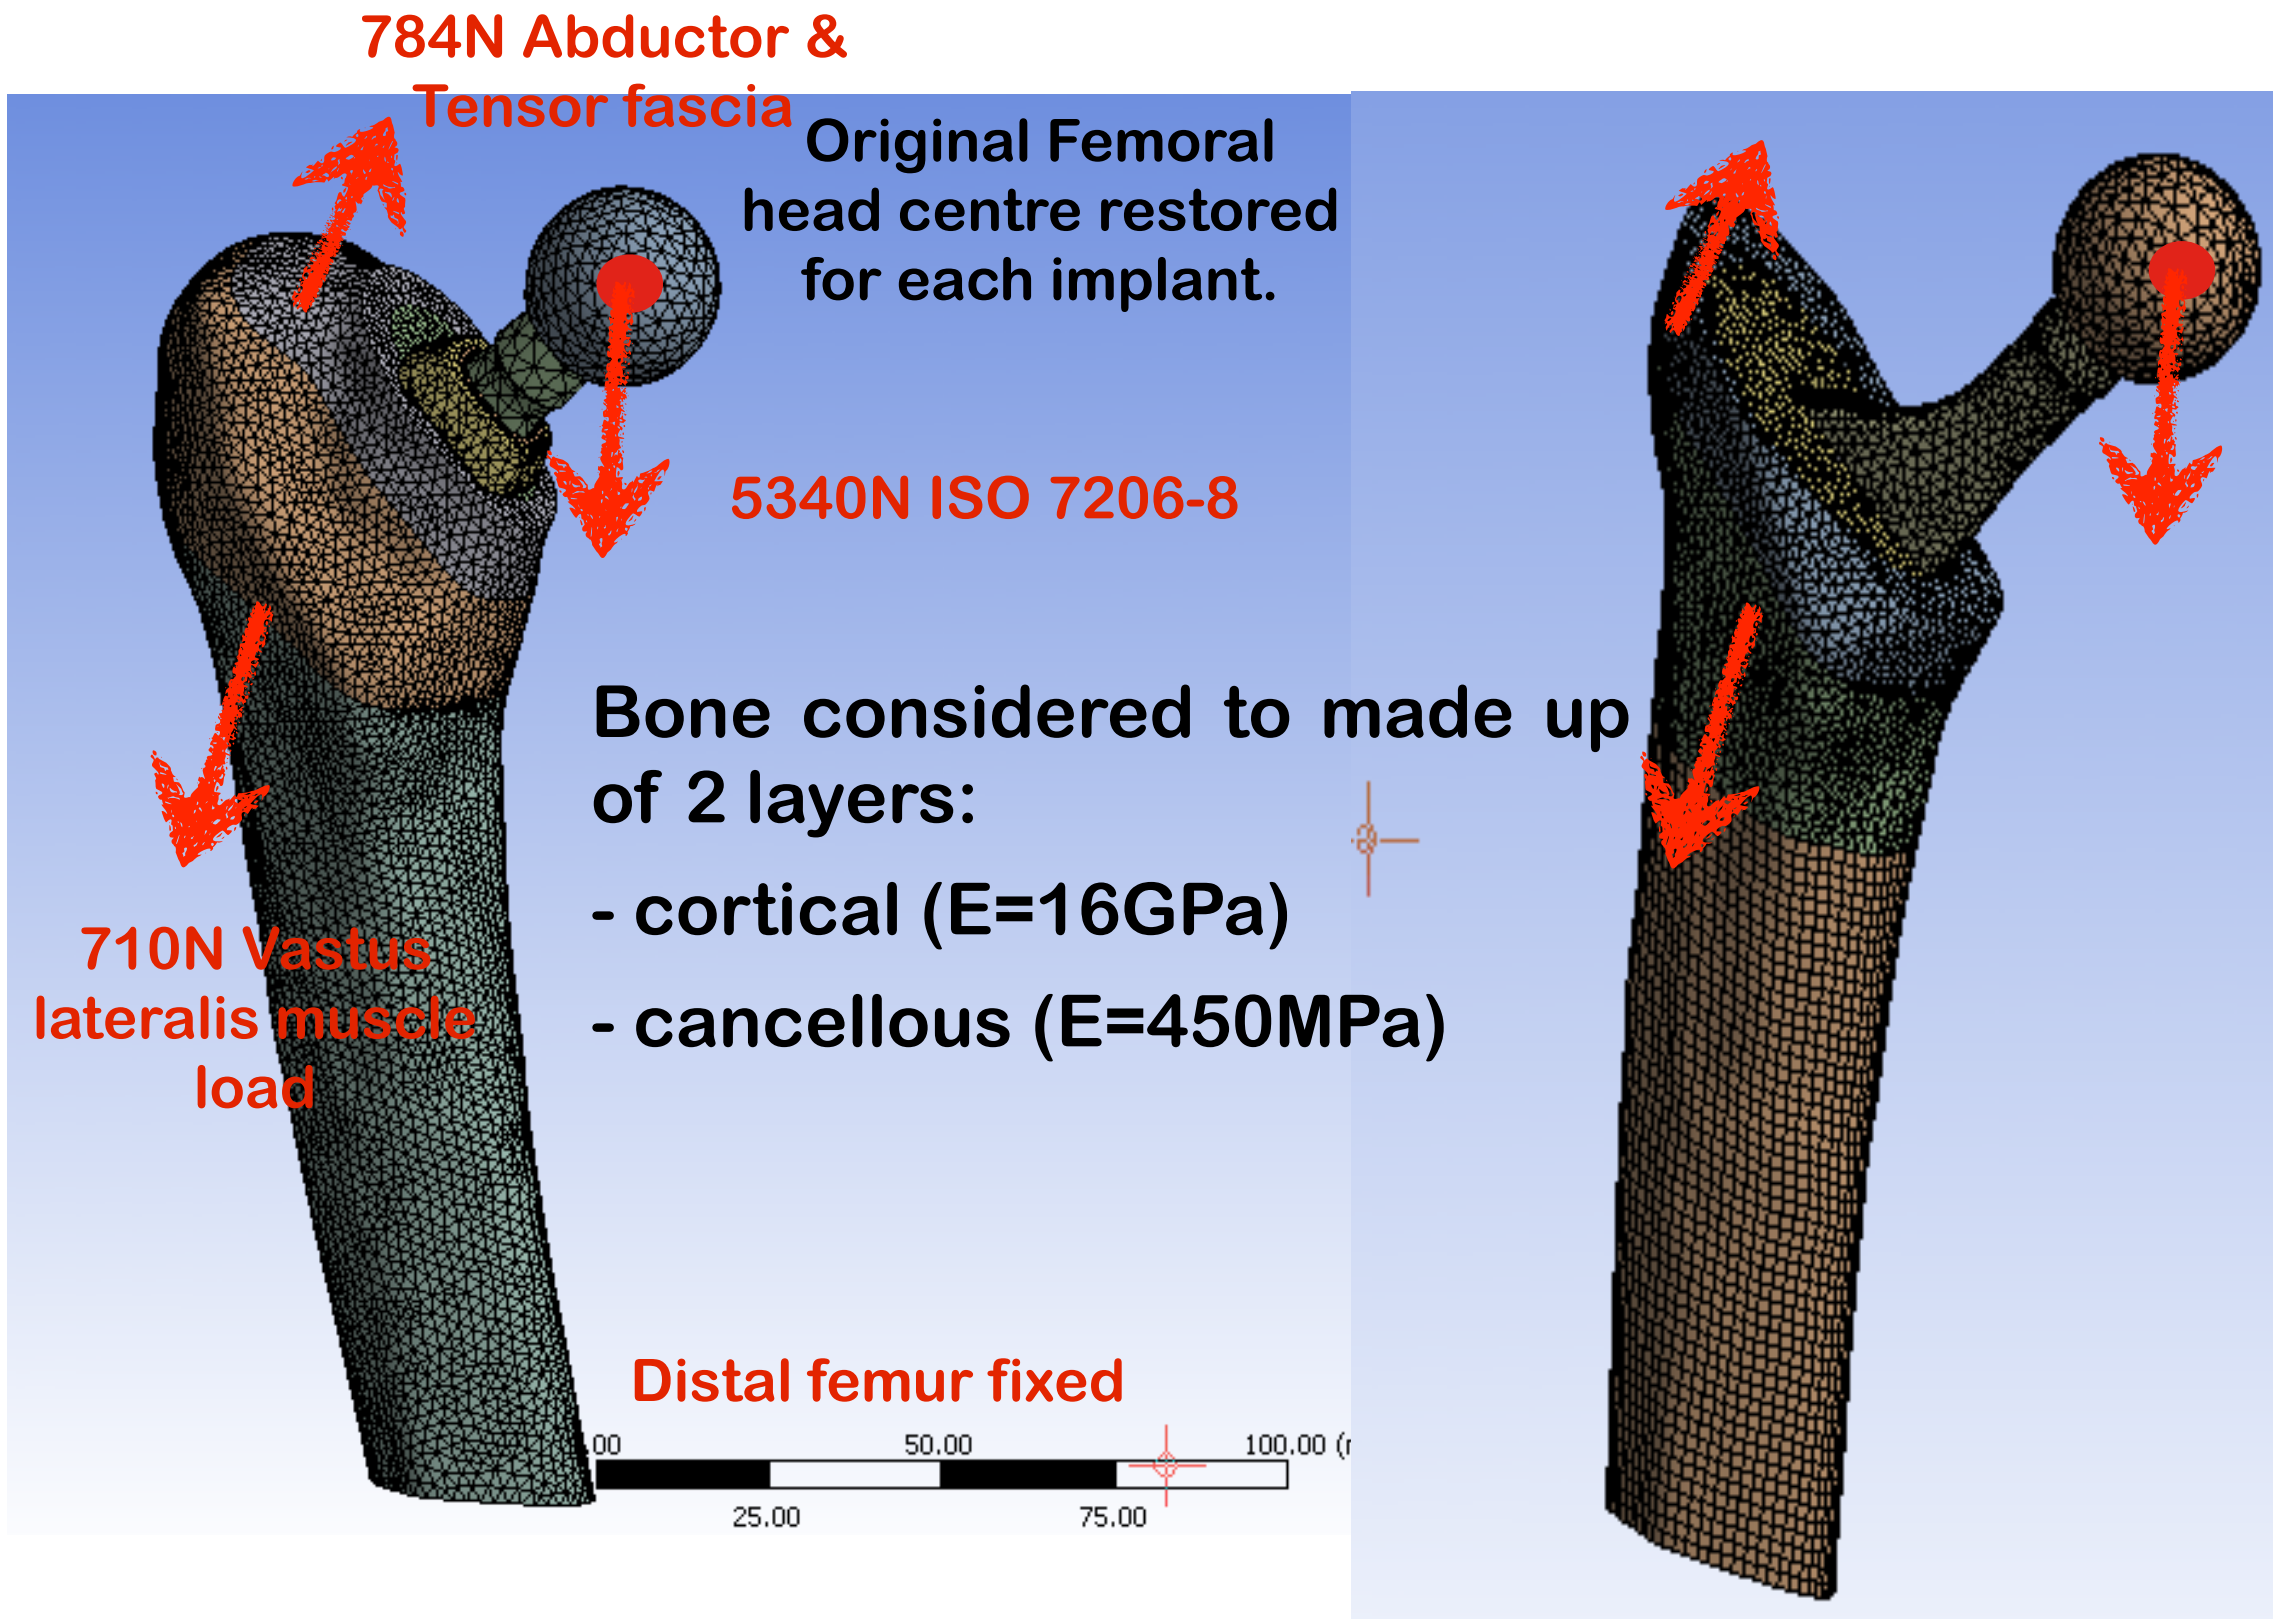 784N Abductor &
Tensor fascia
Original Femoral
head centre restored
for each implant.
5340N ISO 7206-8
Bone considered to made up
of 2 layers:
- cortical (E=16GPa)
710N Vastus
lateralis muscle
load
- cancellous (E=450MPa)
Distal femur fixed
00 50.00 100.00 (
25.00 75.00